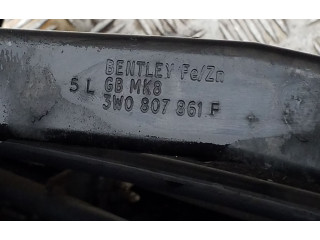 BENTLEY Fe/Zn
5 L GB MK8
3W0 807 861 F